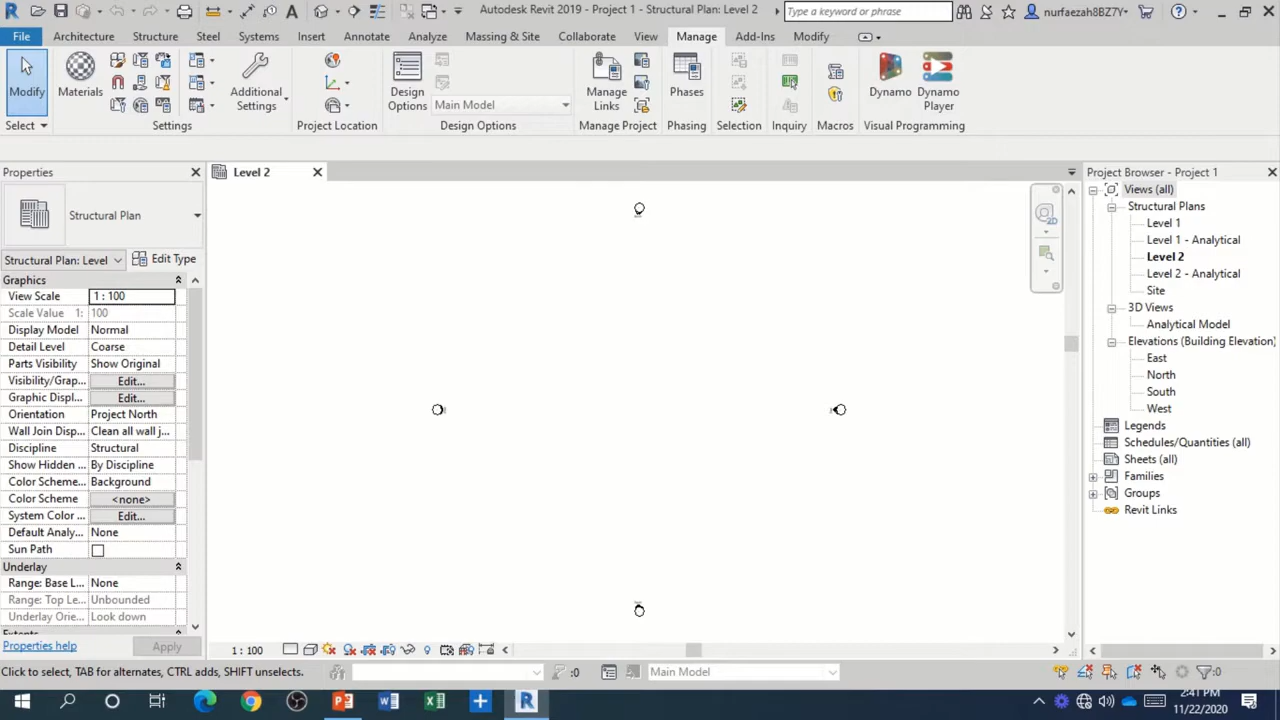 Autodesk Revit 2019 - Project 1 - Structural Plan: Level 2
Type a keyword or phrase
nurfaezah8BZ7Y
File Architecture Structure Steel Systems Insert Annotate Analyze Massing & Site Collaborate View Manage Add-Ins Modify
Modify
Materials
Additional Settings
Design Options
Main Model
Manage Links
Phases
Dynamo
Dynamo Player
Select
Settings
Project Location
Design Options
Manage Project
Phasing
Selection
Inquiry
Macros
Visual Programming
Properties
Structural Plan
Structural Plan: Level
Edit Type
Graphics
View Scale 1 : 100
Scale Value 1: 100
Display Model Normal
Detail Level Coarse
Parts Visibility Show Original
Visibility/Grap... Edit...
Graphic Displ... Edit...
Orientation Project North
Wall Join Disp... Clean all wall j...
Discipline Structural
Show Hidden ... By Discipline
Color Scheme... Background
Color Scheme <none>
System Color ... Edit...
Default Analy... None
Sun Path
Underlay
Range: Base L... None
Range: Top Le... Unbounded
Underlay Orie... Look down
Extents
Properties help
Apply
Level 2
2D
Project Browser - Project 1
Views (all)
Structural Plans
Level 1
Level 1 - Analytical
Level 2
Level 2 - Analytical
Site
3D Views
Analytical Model
Elevations (Building Elevation)
East
North
South
West
Legends
Schedules/Quantities (all)
Sheets (all)
Families
Groups
Revit Links
1 : 100
Click to select, TAB for alternates, CTRL adds, SHIFT unselects.
:0
Main Model
:0
2:41 PM
11/22/2020